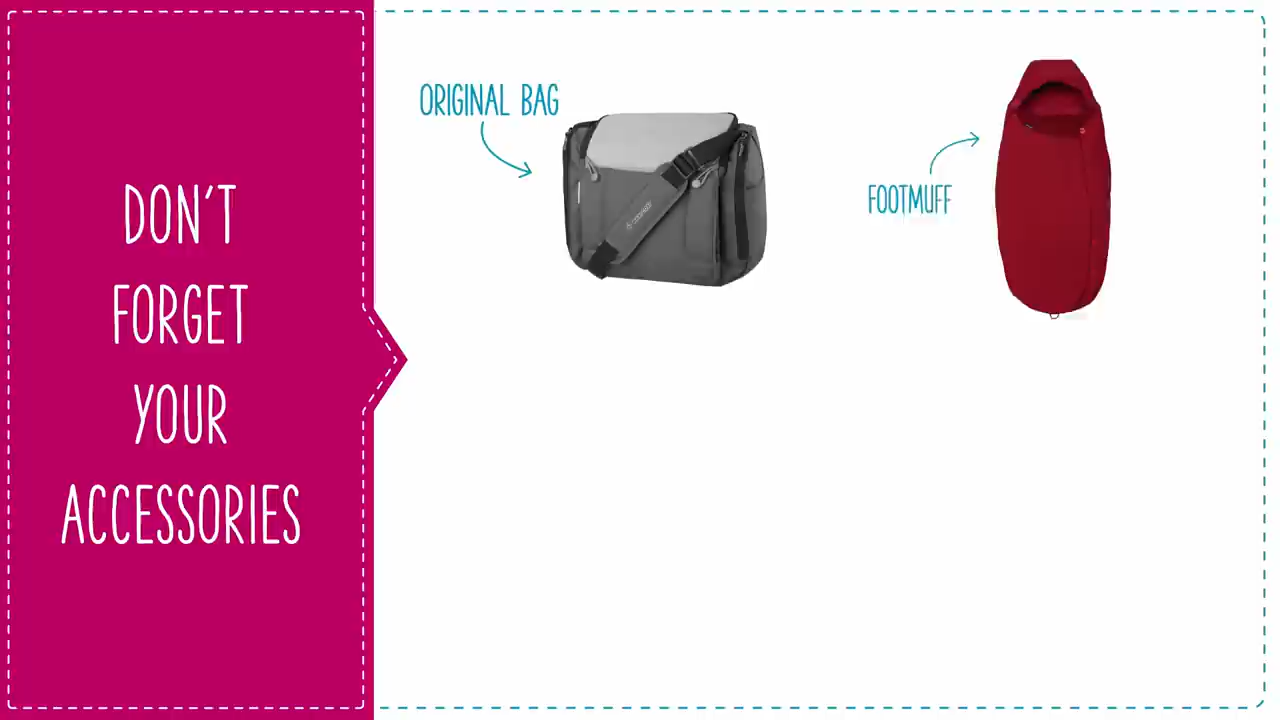 DON'T
FORGET
YOUR
ACCESSORIES
ORIGINAL BAG
FOOTMUFF